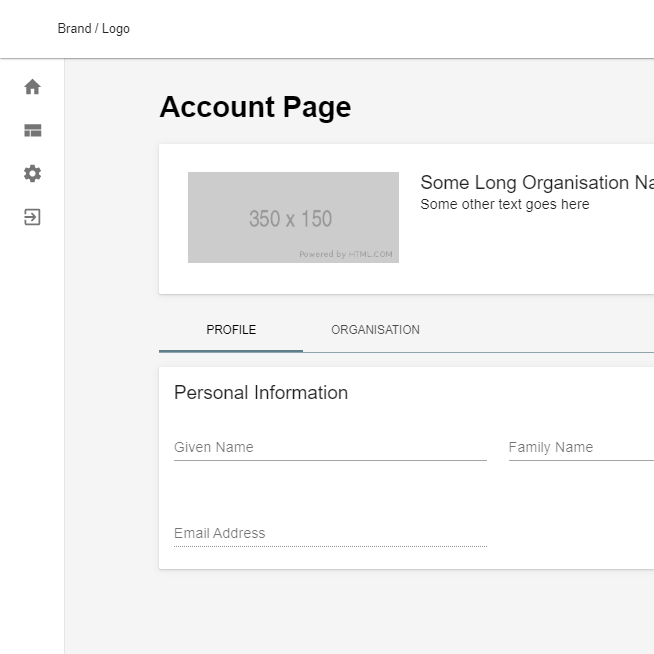 Brand / Logo
Account Page
350 x 150
Powered by HTML.COM
Some Long Organisation Na
Some other text goes here
PROFILE ORGANISATION
Personal Information
Given Name Family Name
Email Address